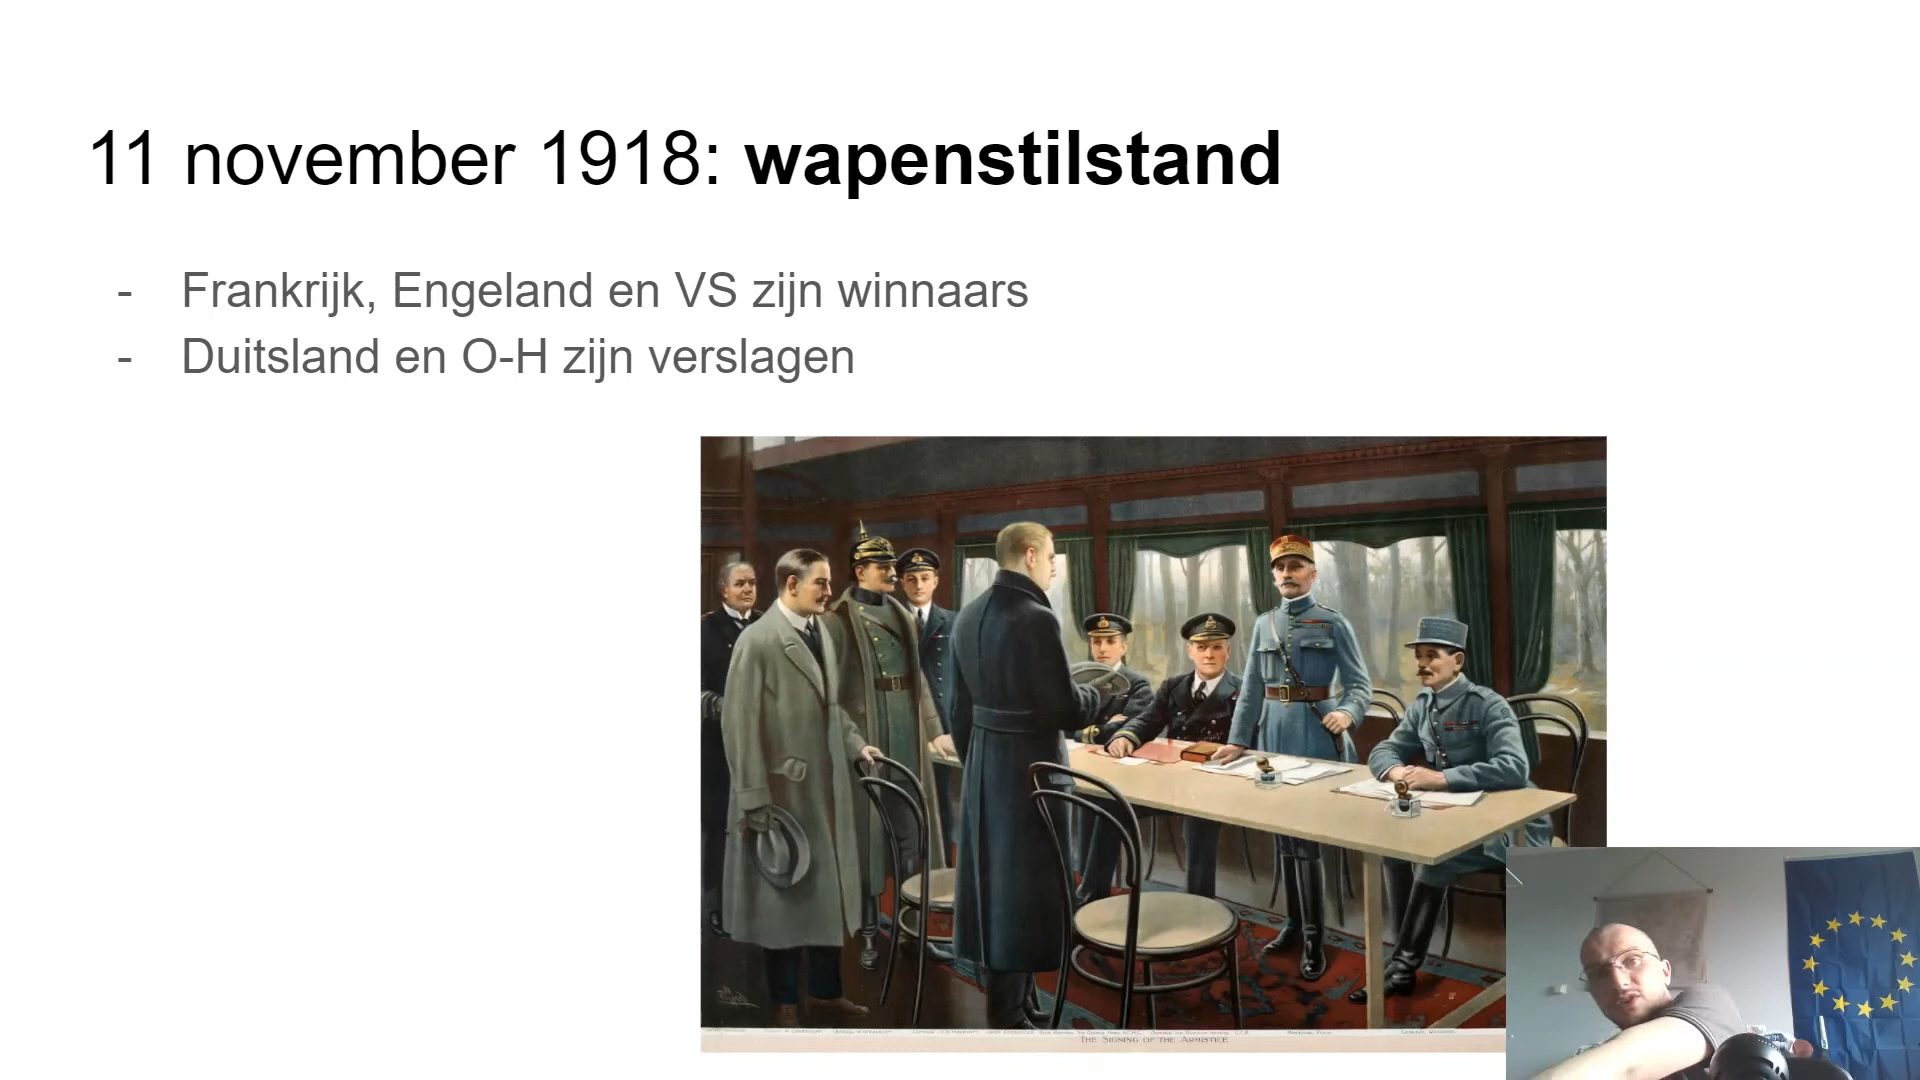 11 november 1918: wapenstilstand
- Frankrijk, Engeland en VS zijn winnaars
- Duitsland en O-H zijn verslagen
THE SIGNING OF THE ARMISTICE